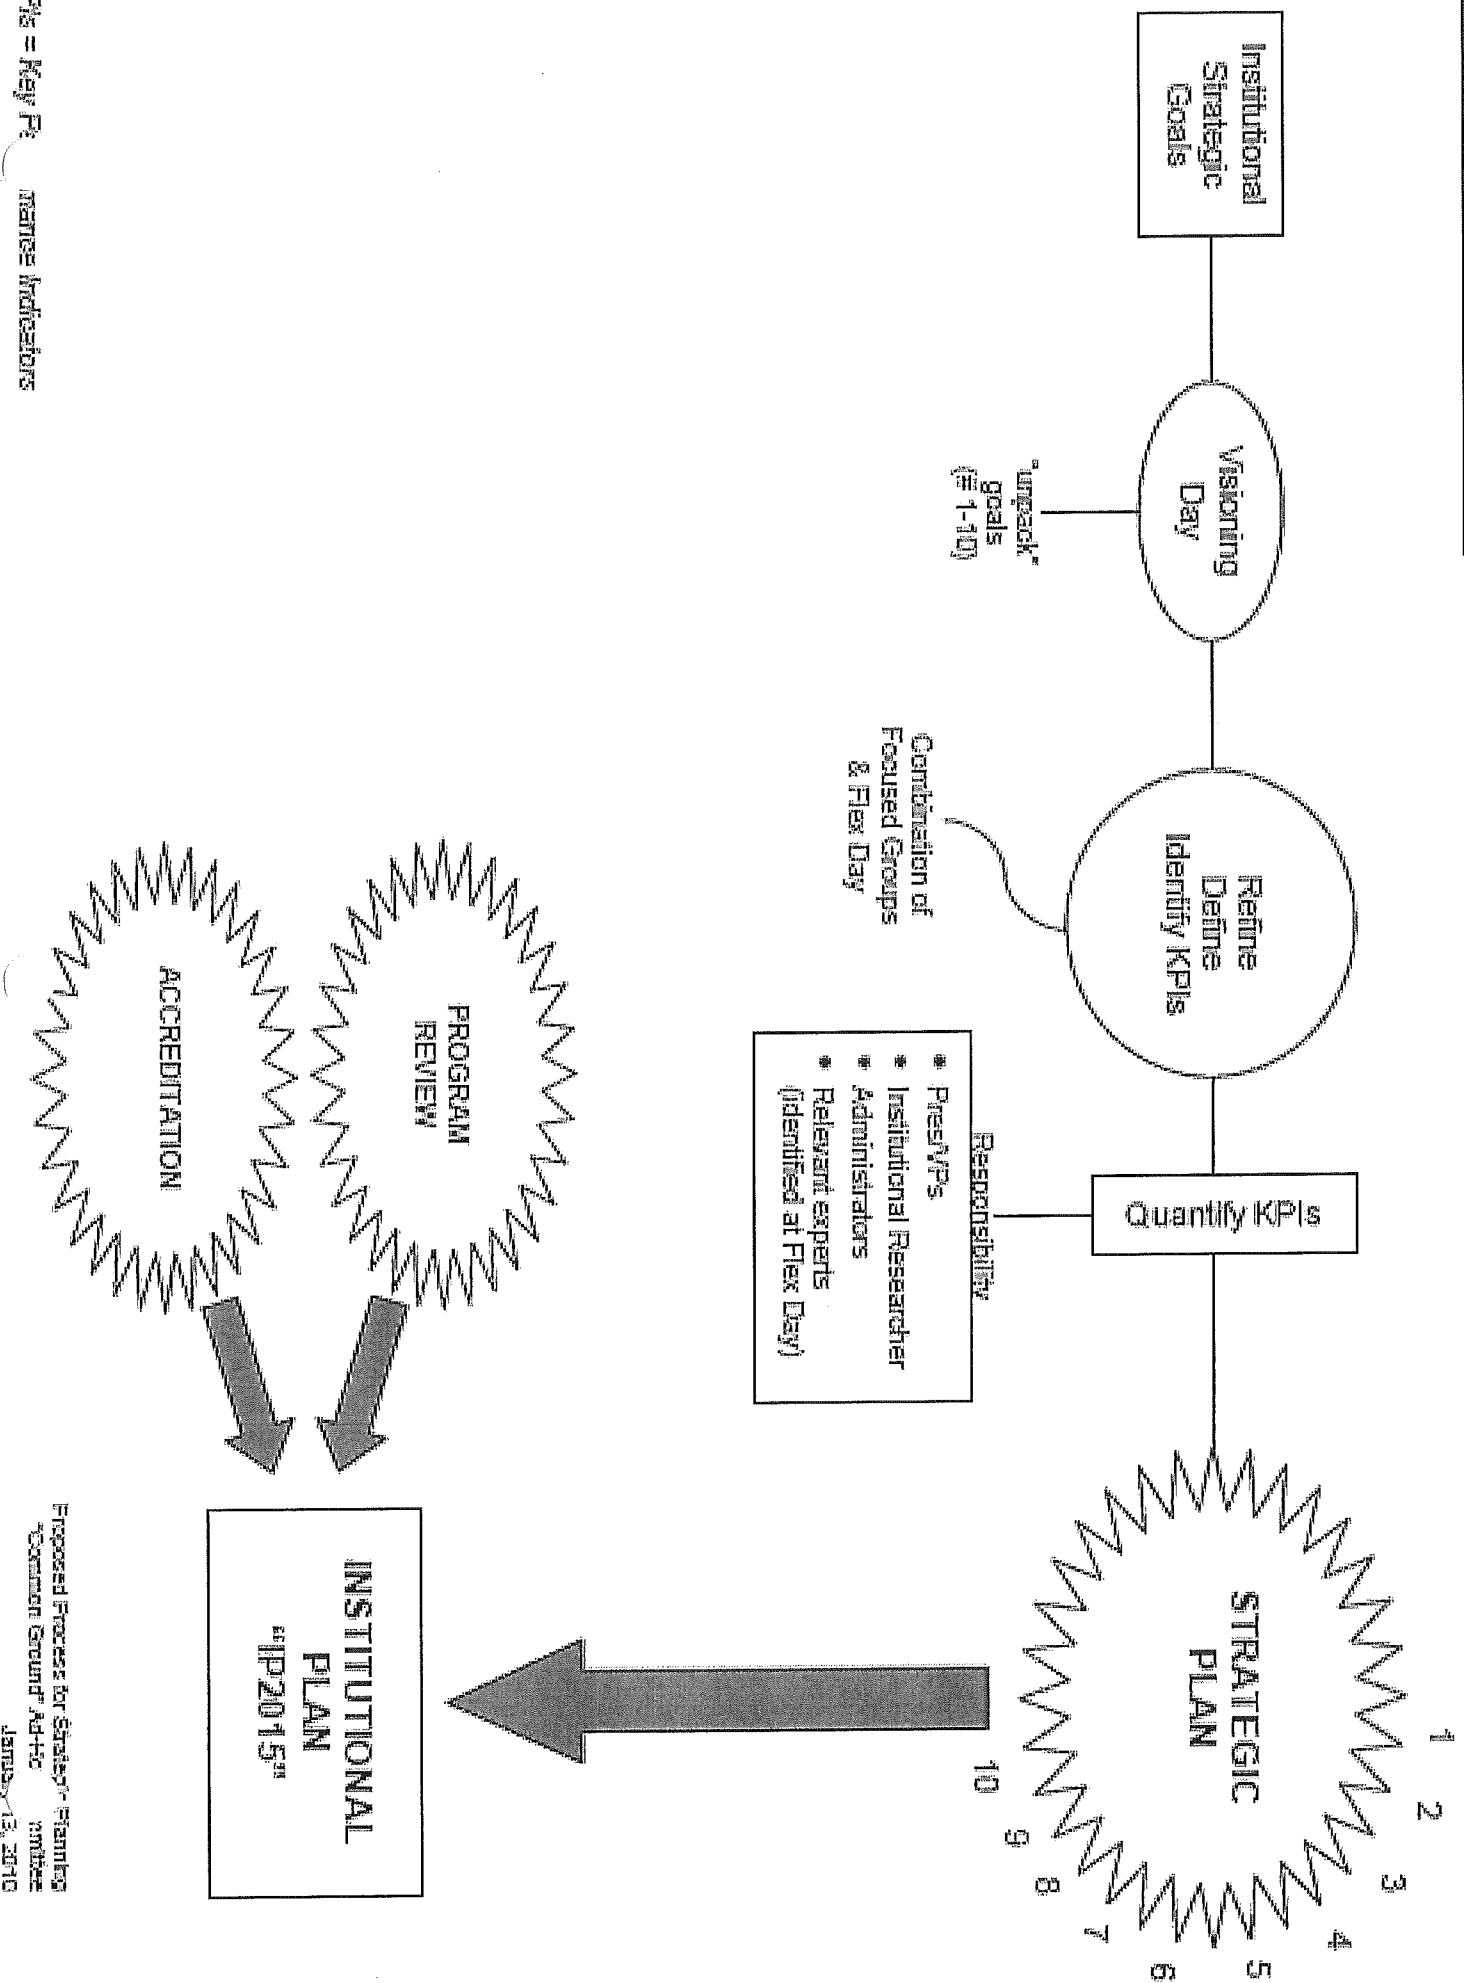 Institutional
Strategic
Goals
Visioning
Day
"unpack"
goals
(= 1-10)
Refine
Define
Identify KPIs
Combination of
Focused Groups
& Flex Day
Quantify KPIs
Responsibility
• Pres/VPs
• Institutional Researcher
• Administrators
• Relevant experts
(identified at Flex Day)
STRATEGIC
PLAN
1
2
3
4
5
6
7
8
9
10
PROGRAM
REVIEW
ACCREDITATION
INSTITUTIONAL
PLAN
“IP2015”
= Key Indicators
Proposed Process for Strategic Planning
"Common Ground" Ad-Ho
January 13, 2010